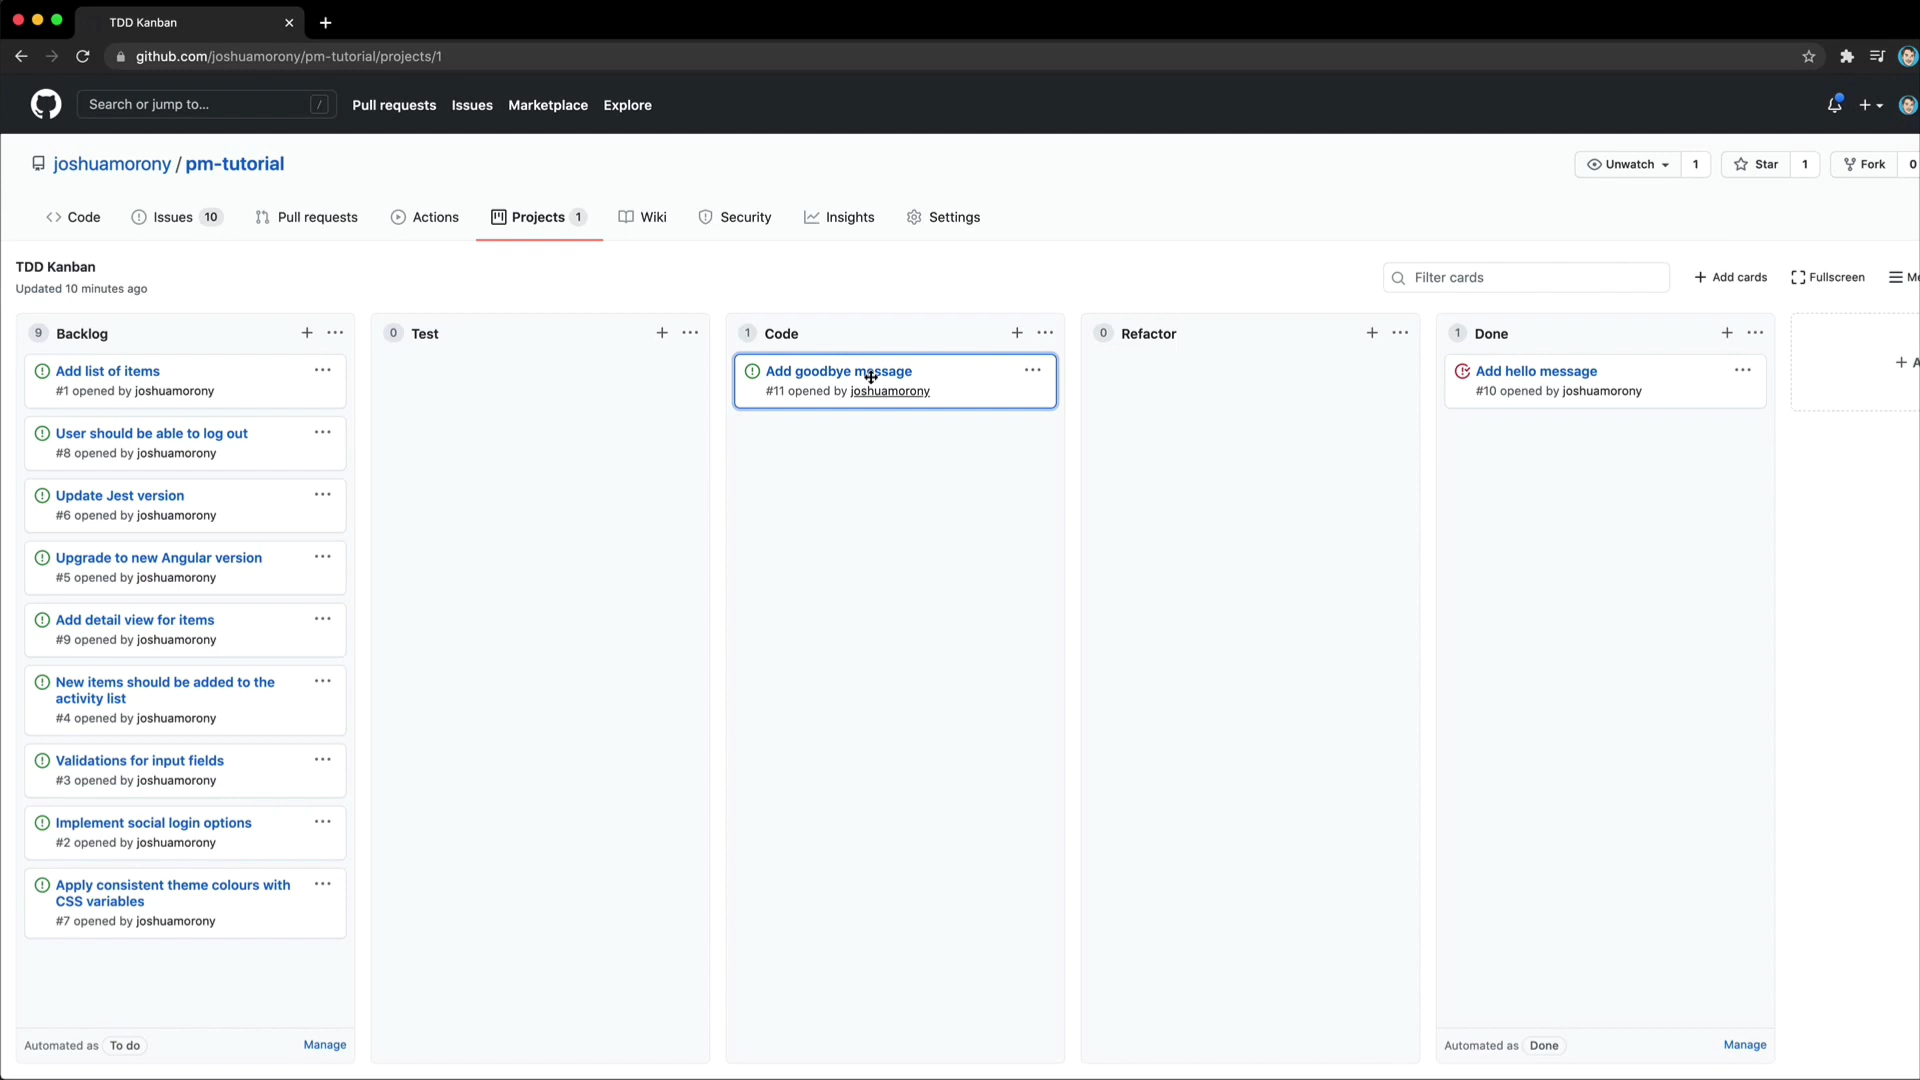 TDD Kanban
github.com/joshuamorony/pm-tutorial/projects/1
Search or jump to... /
Pull requests Issues Marketplace Explore
joshuamorony / pm-tutorial
Unwatch 1 Star 1 Fork 0
Code Issues 10 Pull requests Actions Projects 1 Wiki Security Insights Settings
TDD Kanban
Updated 10 minutes ago
Filter cards
Add cards Fullscreen
9 Backlog
Add list of items
#1 opened by joshuamorony
User should be able to log out
#8 opened by joshuamorony
Update Jest version
#6 opened by joshuamorony
Upgrade to new Angular version
#5 opened by joshuamorony
Add detail view for items
#9 opened by joshuamorony
New items should be added to the
activity list
#4 opened by joshuamorony
Validations for input fields
#3 opened by joshuamorony
Implement social login options
#2 opened by joshuamorony
Apply consistent theme colours with
CSS variables
#7 opened by joshuamorony
Automated as To do Manage
0 Test
1 Code
Add goodbye message
#11 opened by joshuamorony
0 Refactor
1 Done
Add hello message
#10 opened by joshuamorony
Automated as Done Manage